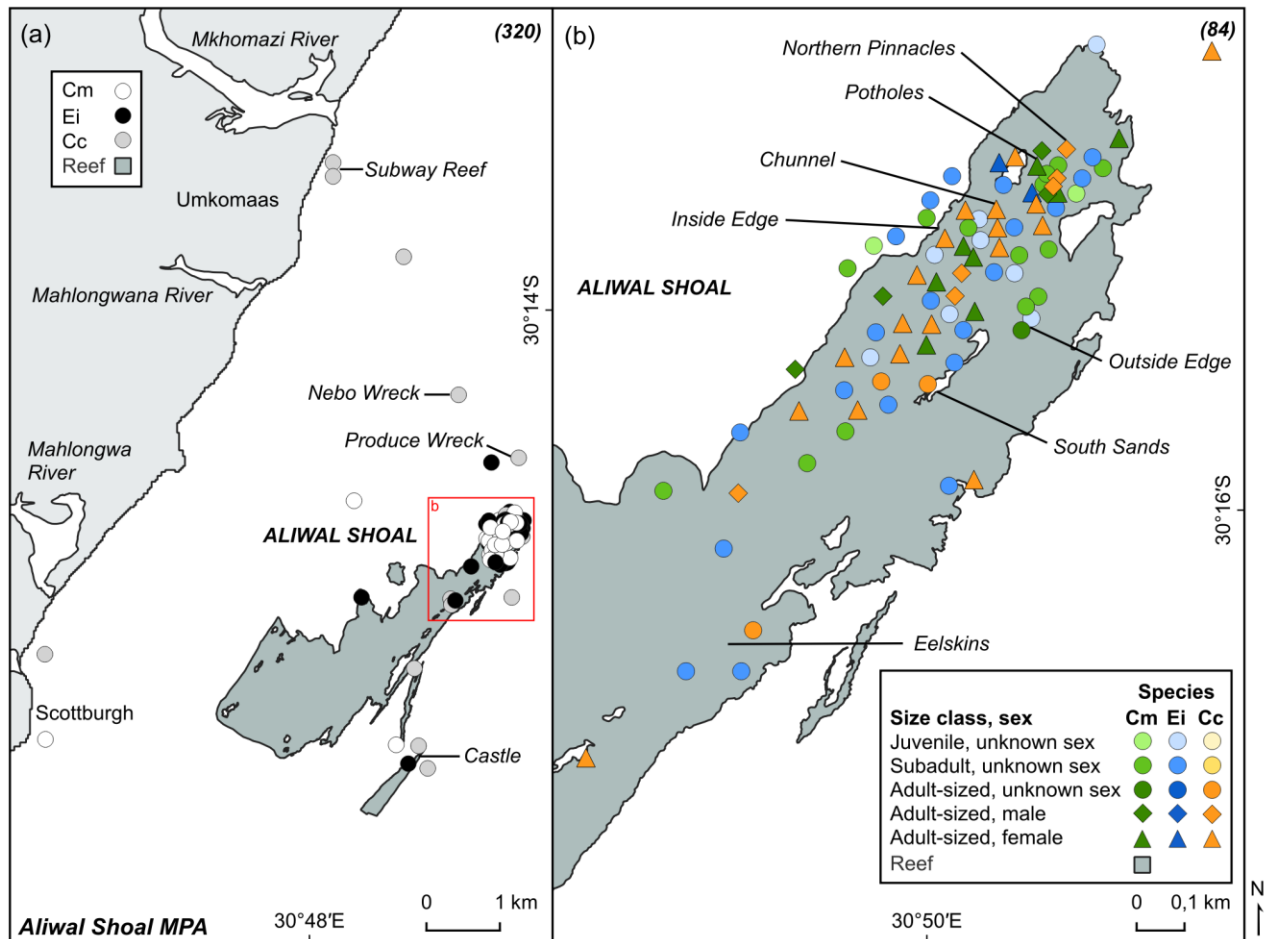 (a)
Mkhomazi River
(320)
Cm
Ei
Cc
Reef
Subway Reef
Umkomaas
Mahlongwana River
30°14′S
Nebo Wreck
Produce Wreck
Mahlongwa
River
b
ALIWAL SHOAL
Scottburgh
Castle
0 1 km
30°48′E
Aliwal Shoal MPA
(b)
(84)
Northern Pinnacles
Potholes
Chunnel
Inside Edge
ALIWAL SHOAL
Outside Edge
South Sands
30°16′S
Eelskins
Species
Size class, sex Cm Ei Cc
Juvenile, unknown sex
Subadult, unknown sex
Adult-sized, unknown sex
Adult-sized, male
Adult-sized, female
Reef
0 0,1 km
30°50′E
N